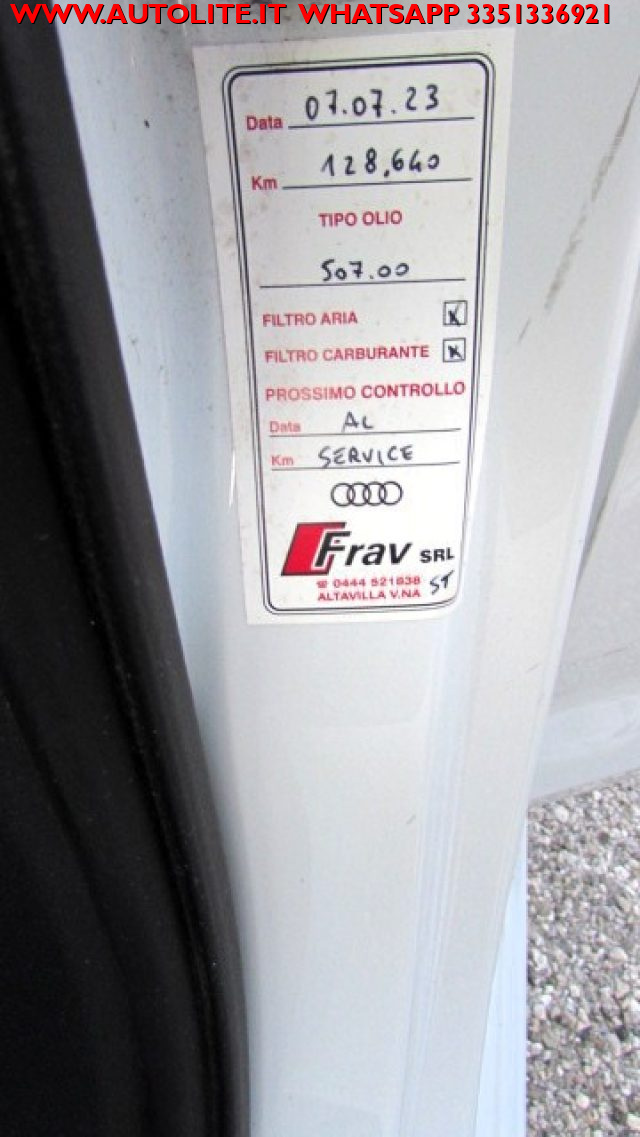 WWW.AUTOLITE.IT WHATSAPP 3351336921
Data 07.07.23
Km 128,640
TIPO OLIO
507.00
FILTRO ARIA
FILTRO CARBURANTE
PROSSIMO CONTROLLO
Data AL
Km SERVICE
Frav SRL
☎ 0444 521838 ST
ALTAVILLA V.NA